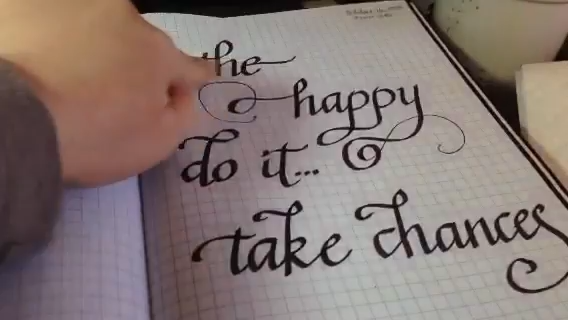 the
happy
do it...
take chances